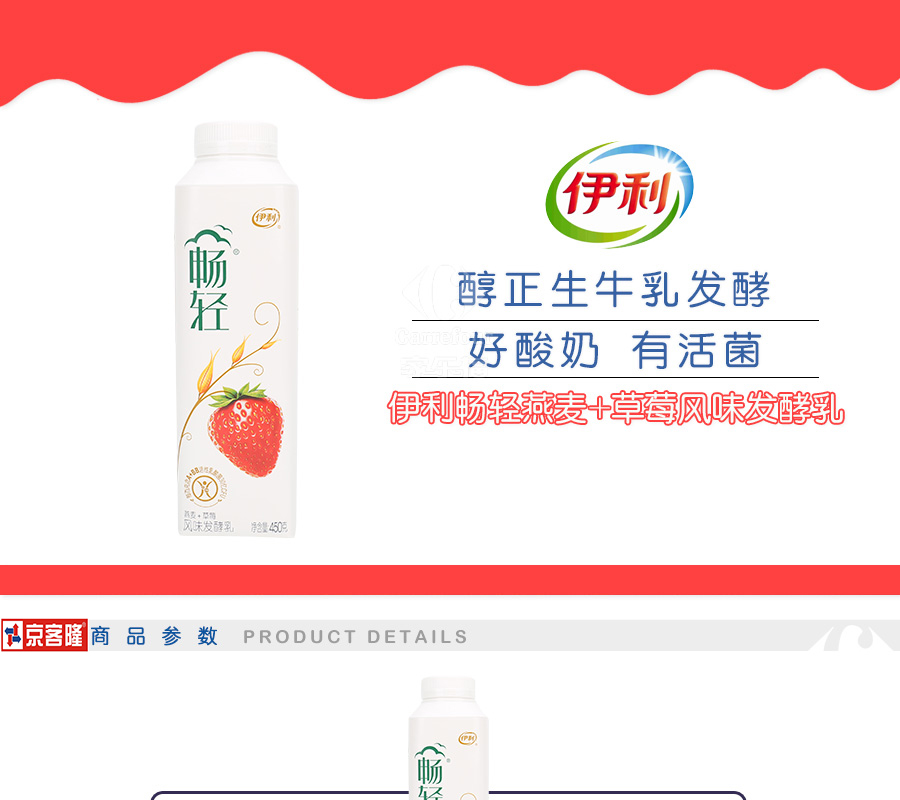 伊利
畅轻
燕麦+草莓
风味发酵乳
净含量450克
伊利
醇正生牛乳发酵
好酸奶 有活菌
伊利畅轻燕麦+草莓风味发酵乳
京客隆 商品参数 PRODUCT DETAILS
伊利
畅轻